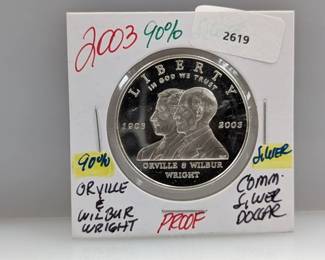 2003 90%
2619
LIBERTY
IN GOD WE TRUST
1903 2003
ORVILLE & WILBUR
WRIGHT
90%
ORVILLE
&
WILBUR
WRIGHT
PROOF
SILVER
COMM.
SILVER
DOLLAR